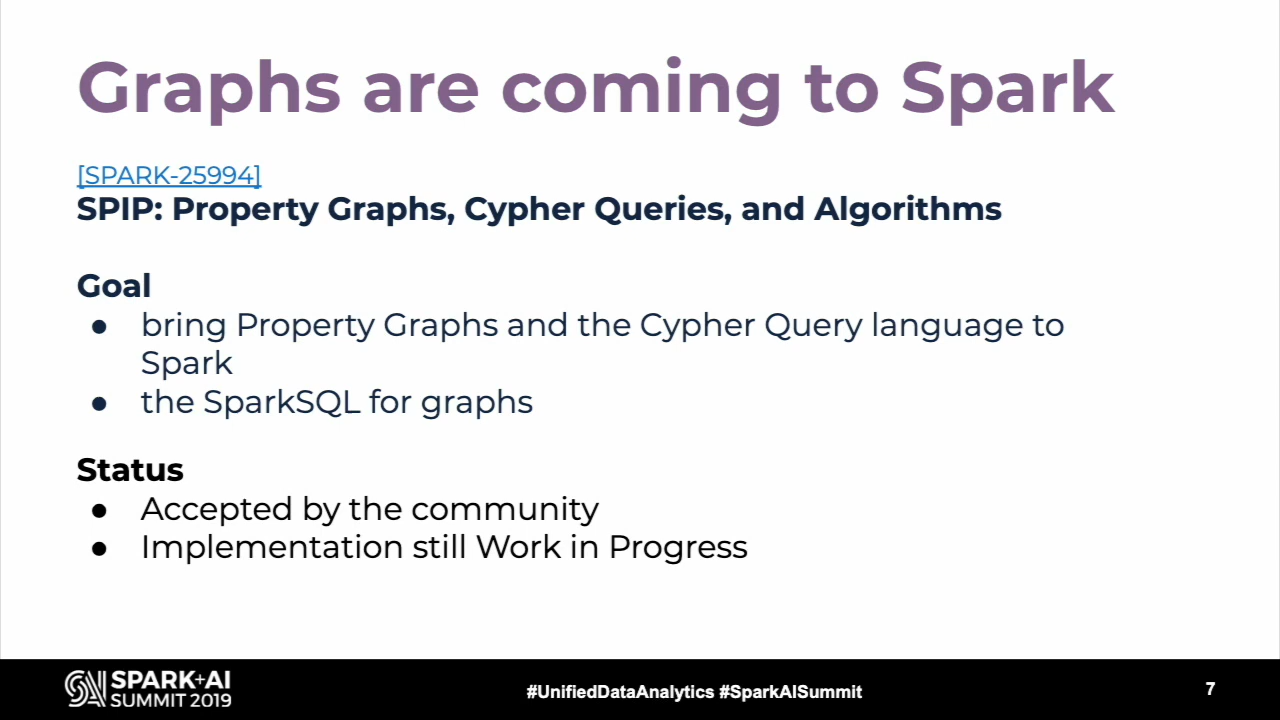 Graphs are coming to Spark
[SPARK-25994]
SPIP: Property Graphs, Cypher Queries, and Algorithms
Goal
● bring Property Graphs and the Cypher Query language to
Spark
● the SparkSQL for graphs
Status
● Accepted by the community
● Implementation still Work in Progress
SPARK+AI
SUMMIT 2019
#UnifiedDataAnalytics #SparkAISummit
7